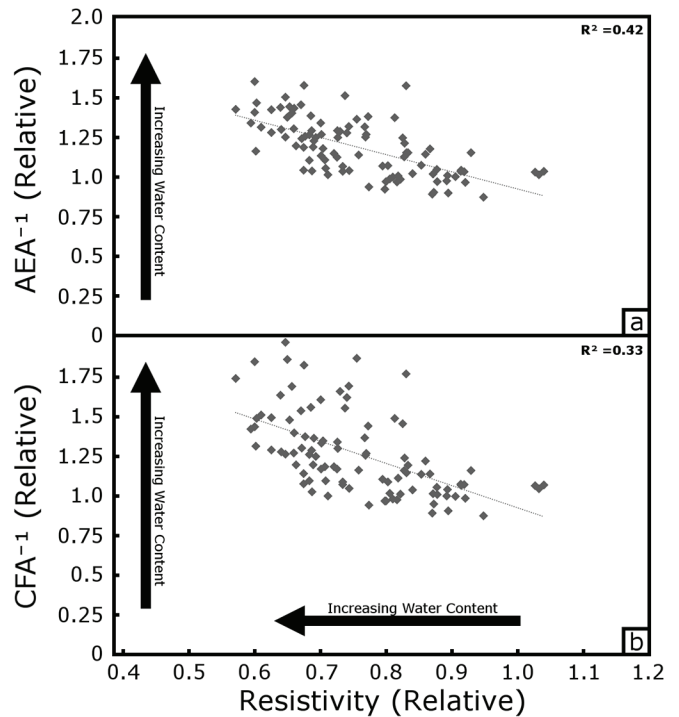 2.0
R² =0.42
1.75
1.5
1.25
1.0
0.75
0.5
0.25
0
AEA⁻¹ (Relative)
Increasing Water Content
a
R² =0.33
1.75
1.5
1.25
1.0
0.75
0.5
0.25
0
CFA⁻¹ (Relative)
Increasing Water Content
Increasing Water Content
b
0.4 0.5 0.6 0.7 0.8 0.9 1.0 1.1 1.2
Resistivity (Relative)